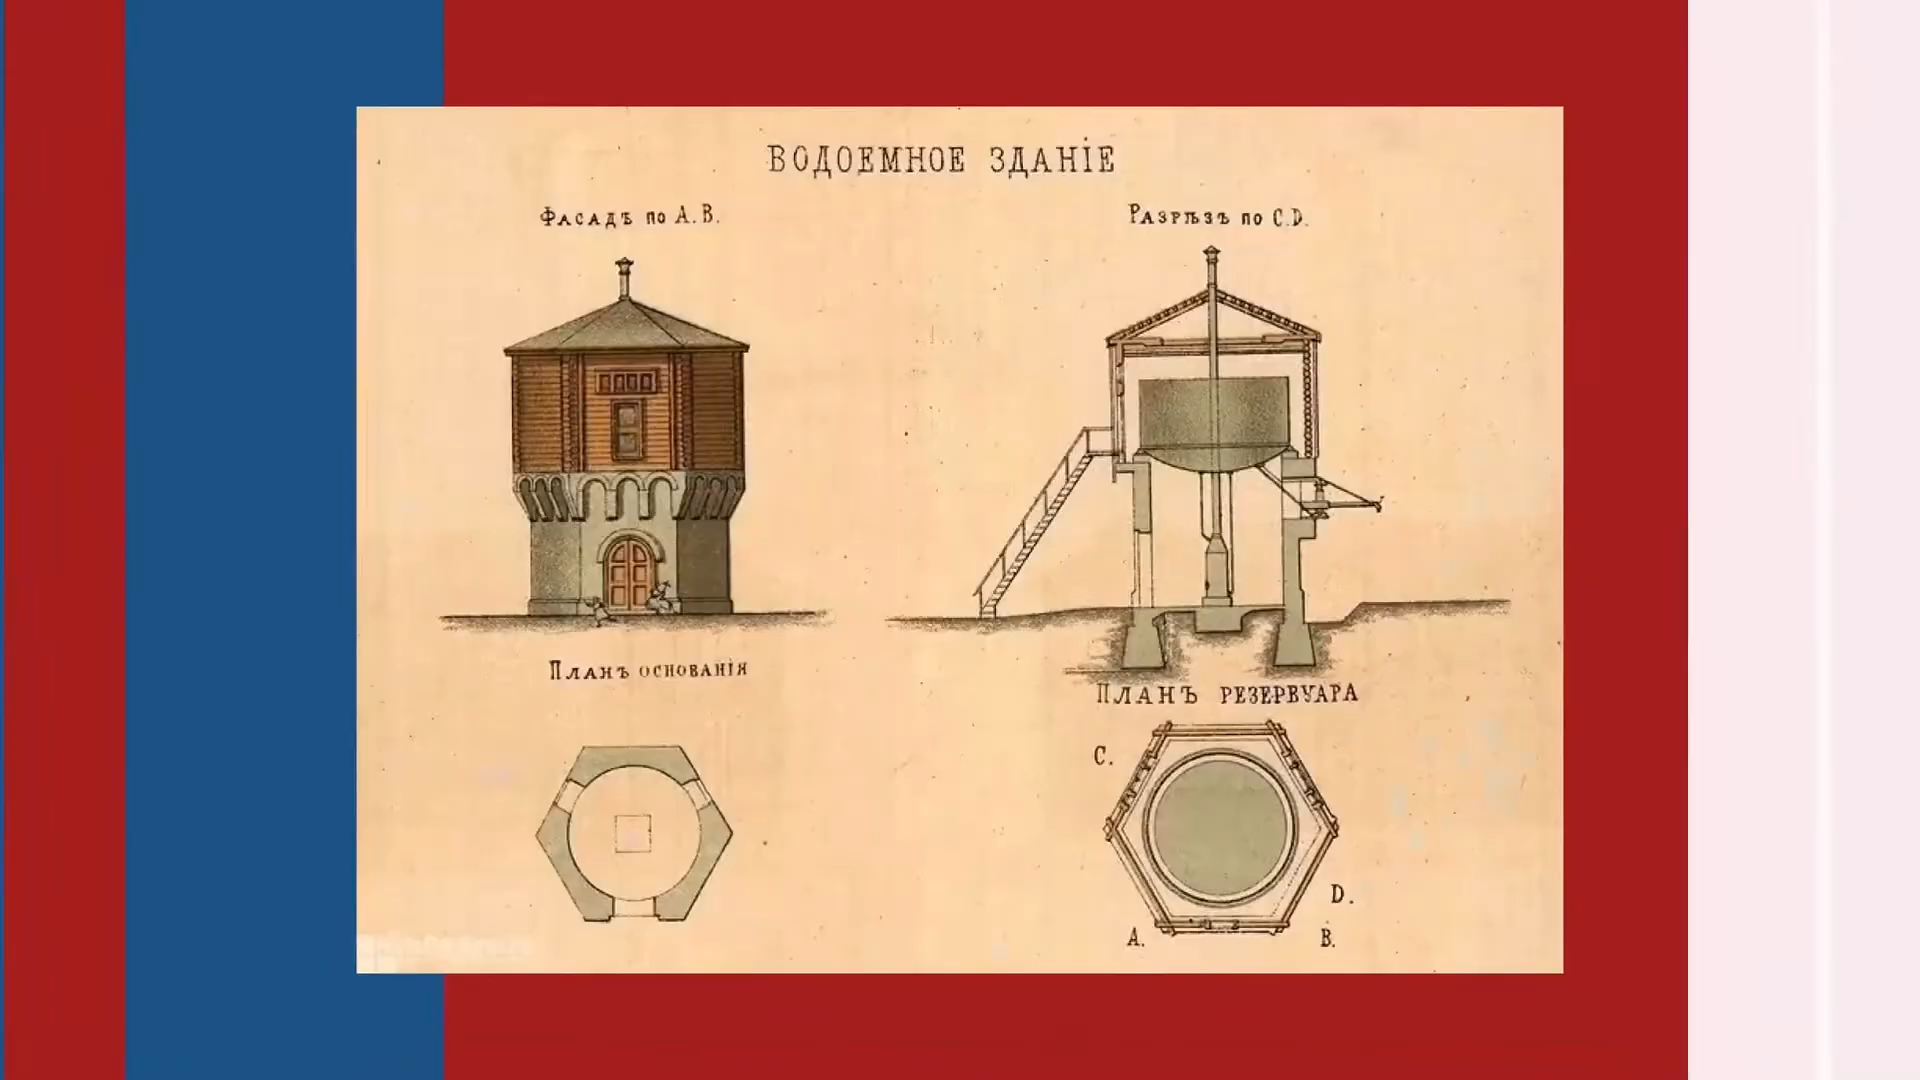 ВОДОЕМНОЕ ЗДАНІЕ
ФАСАДЪ ПО А.В.
РАЗРѢЗЪ ПО C.D.
ПЛАНЪ ОСНОВАНІЯ
ПЛАНЪ РЕЗЕРВУАРА
C.
D.
A.
B.